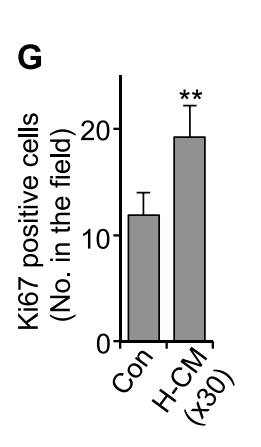 G
Ki67 positive cells
(No. in the field)
20
10
0
**
Con
H-CM
(x30)